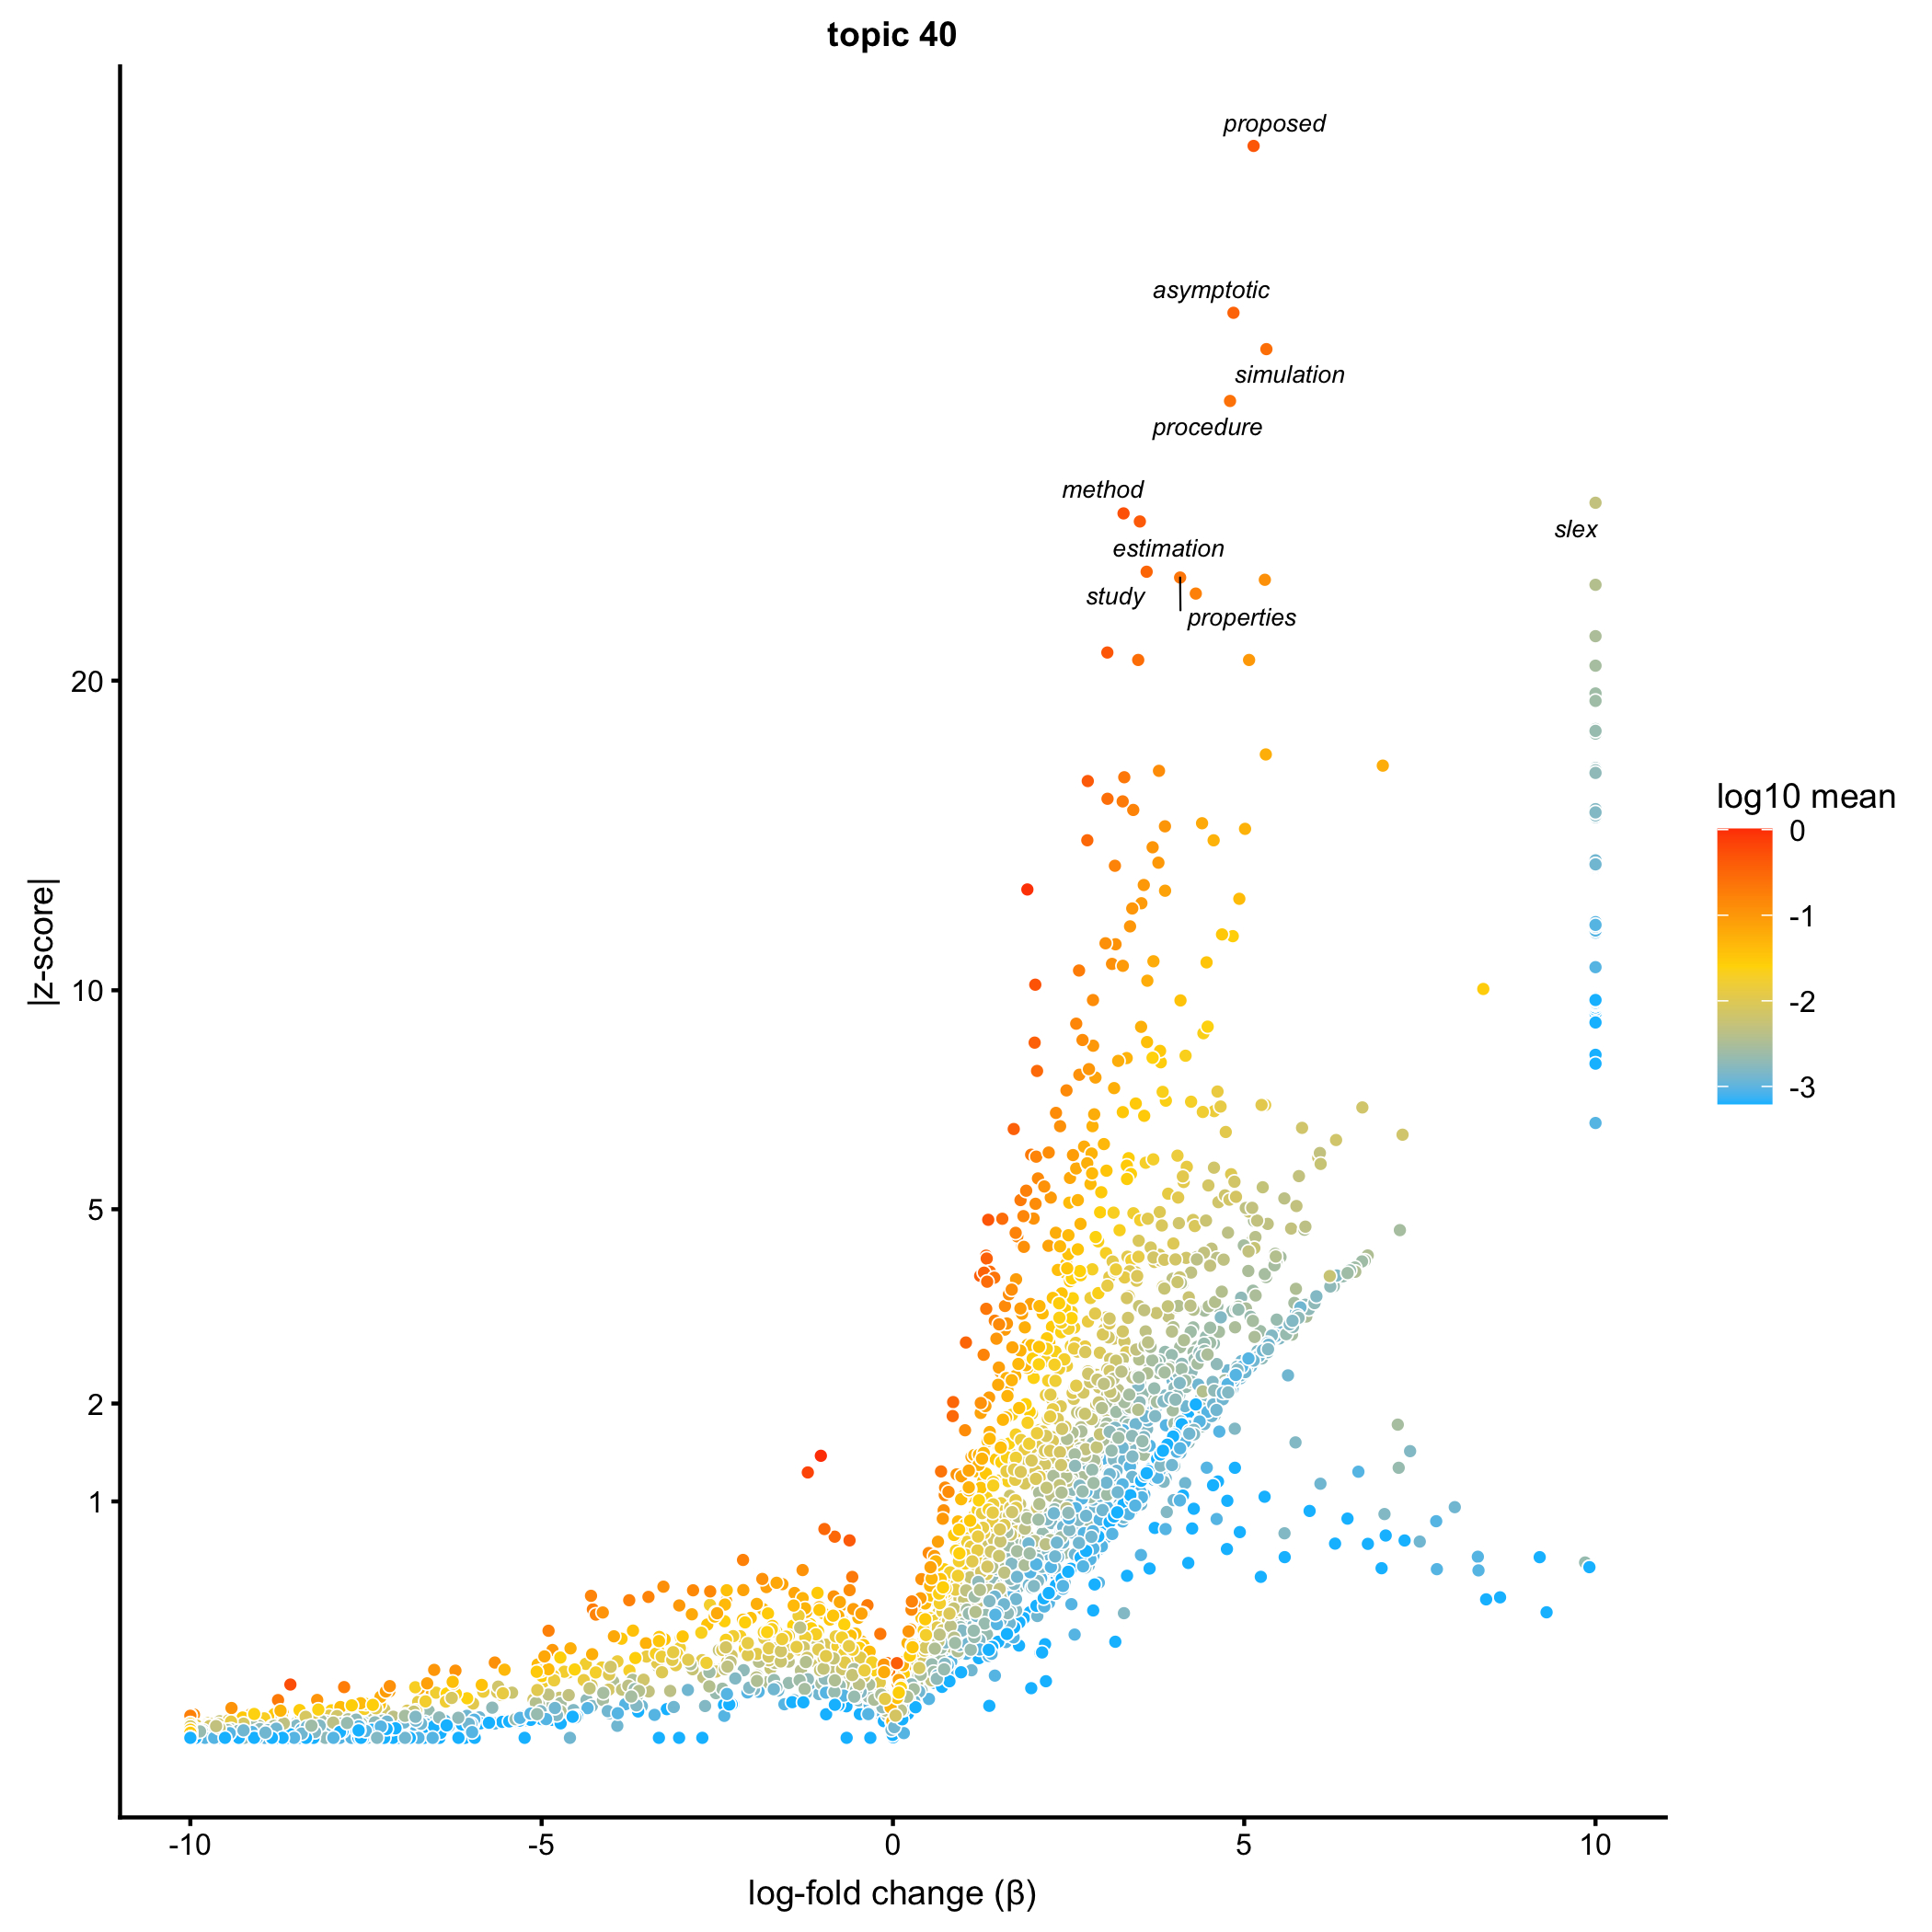 topic 40
proposed
asymptotic
simulation
procedure
method
slex
estimation
study
properties
20
10
5
2
1
|z-score|
-10
-5
0
5
10
log-fold change (β)
log10 mean
0
-1
-2
-3